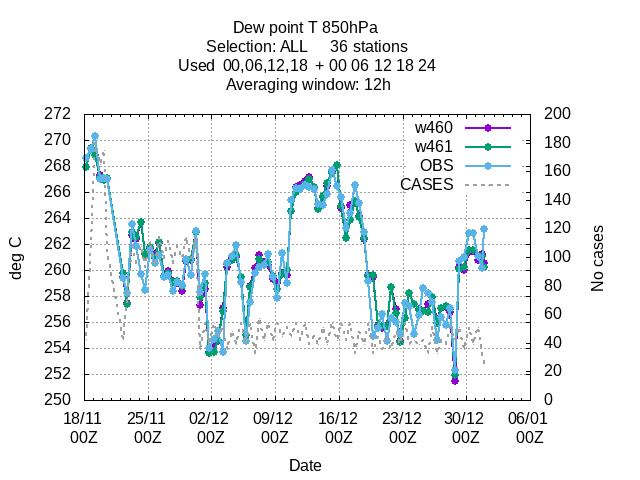 Dew point T 850hPa
Selection: ALL 36 stations
Used 00,06,12,18 + 00 06 12 18 24
Averaging window: 12h
272 200
270 180
268 160
266 140
264 120
262 100
260 80
258 60
256 40
254 20
252 0
250
w460
w461
OBS
CASES
deg C
No cases
18/11 25/11 02/12 09/12 16/12 23/12 30/12 06/01
00Z 00Z 00Z 00Z 00Z 00Z 00Z 00Z
Date